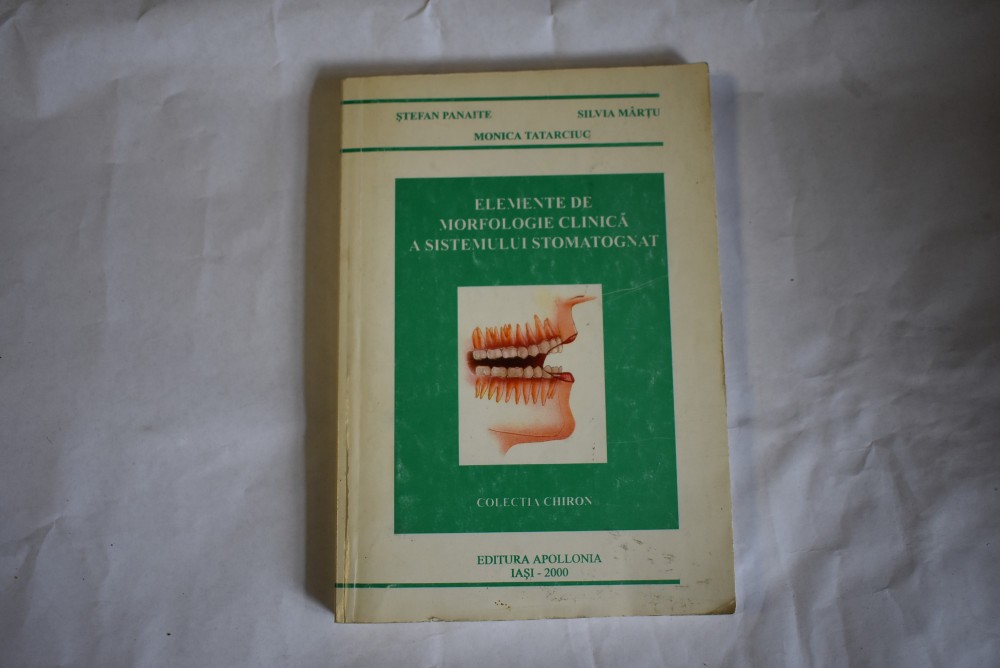 ȘTEFAN PANAITE SILVIA MÂRȚU
MONICA TATARCIUC
ELEMENTE DE
MORFOLOGIE CLINICĂ
A SISTEMULUI STOMATOGNAT
COLECȚIA CHIRON
EDITURA APOLLONIA
IAȘI - 2000